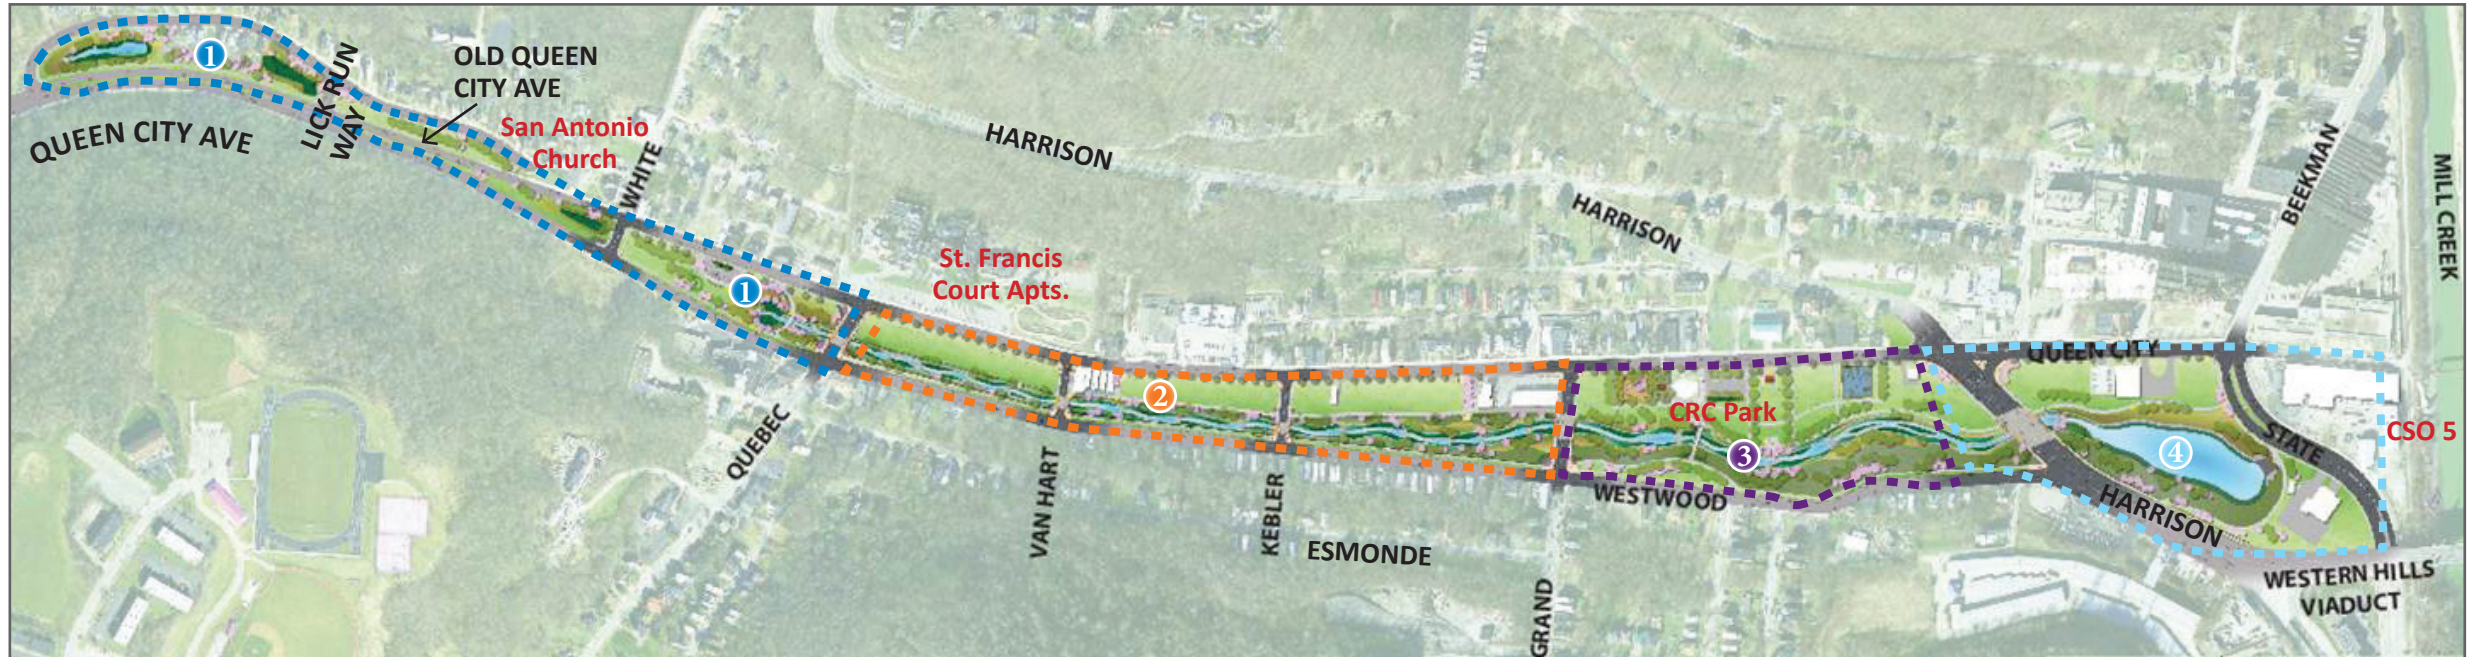 1
LICK RUN
WAY
OLD QUEEN
CITY AVE
QUEEN CITY AVE
San Antonio
Church
WHITE
HARRISON
HARRISON
BEEKMAN
MILL CREEK
1
St. Francis
Court Apts.
QUEEN CITY
2
CRC Park
3
4
STATE
CSO 5
QUEBEC
VAN HART
KEBLER
ESMONDE
GRAND
WESTWOOD
HARRISON
WESTERN HILLS
VIADUCT